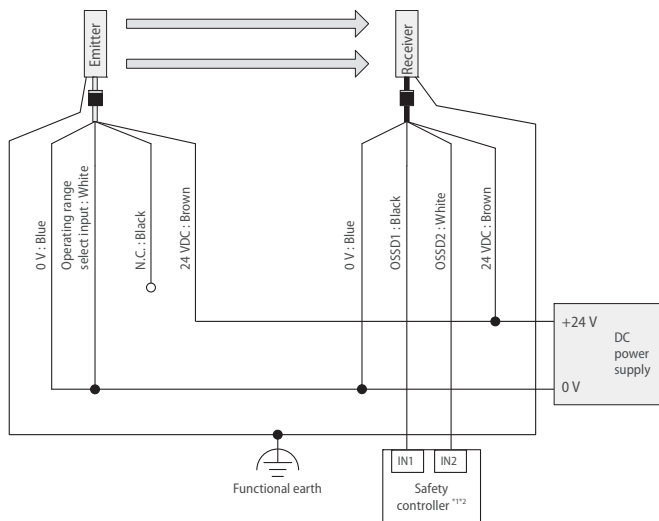 Emitter
Receiver
0 V : Blue
Operating range
select input : White
N.C. : Black
24 VDC : Brown
0 V : Blue
OSSD1 : Black
OSSD2 : White
24 VDC : Brown
+24 V
DC
power
supply
0 V
IN1
IN2
Functional earth
Safety
controller *1*2